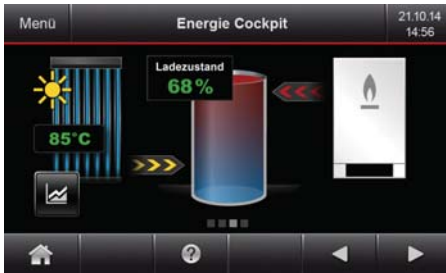 Menü
Energie Cockpit
21.10.14
14:56
Ladezustand
68%
85°C
?